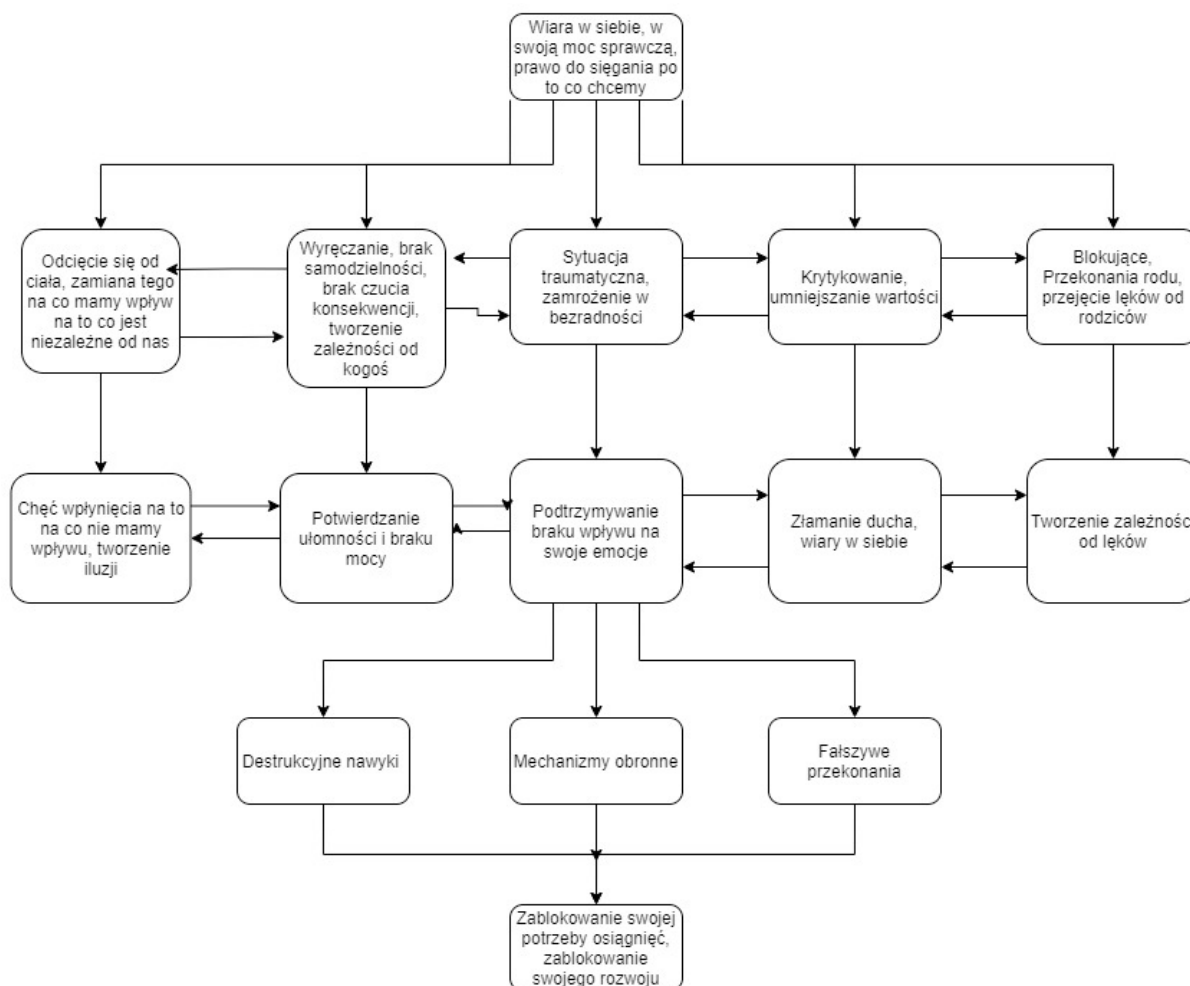 Wiara w siebie, w
swoją moc sprawczą,
prawo do sięgania po
to co chcemy
Odcięcie się od
ciała, zamiana tego
na co mamy wpływ
na to co jest
niezależne od nas
Wyręczanie, brak
samodzielności,
brak czucia
konsekwencji,
tworzenie
zależności od
kogoś
Sytuacja
traumatyczna,
zamrożenie w
bezradności
Krytykowanie,
umniejszanie wartości
Blokujące,
Przekonania rodu,
przejęcie lęków od
rodziców
Chęć wpłynięcia na to
na co nie mamy
wpływu, tworzenie
iluzji
Potwierdzanie
ułomności i braku
mocy
Podtrzymywanie
braku wpływu na
swoje emocje
Złamanie ducha,
wiary w siebie
Tworzenie zależnośc
od lęków
Destrukcyjne nawyki
Mechanizmy obronne
Fałszywe
przekonania
Zablokowanie swojej
potrzeby osiągnięć,
zablokowanie
swojego rozwoju